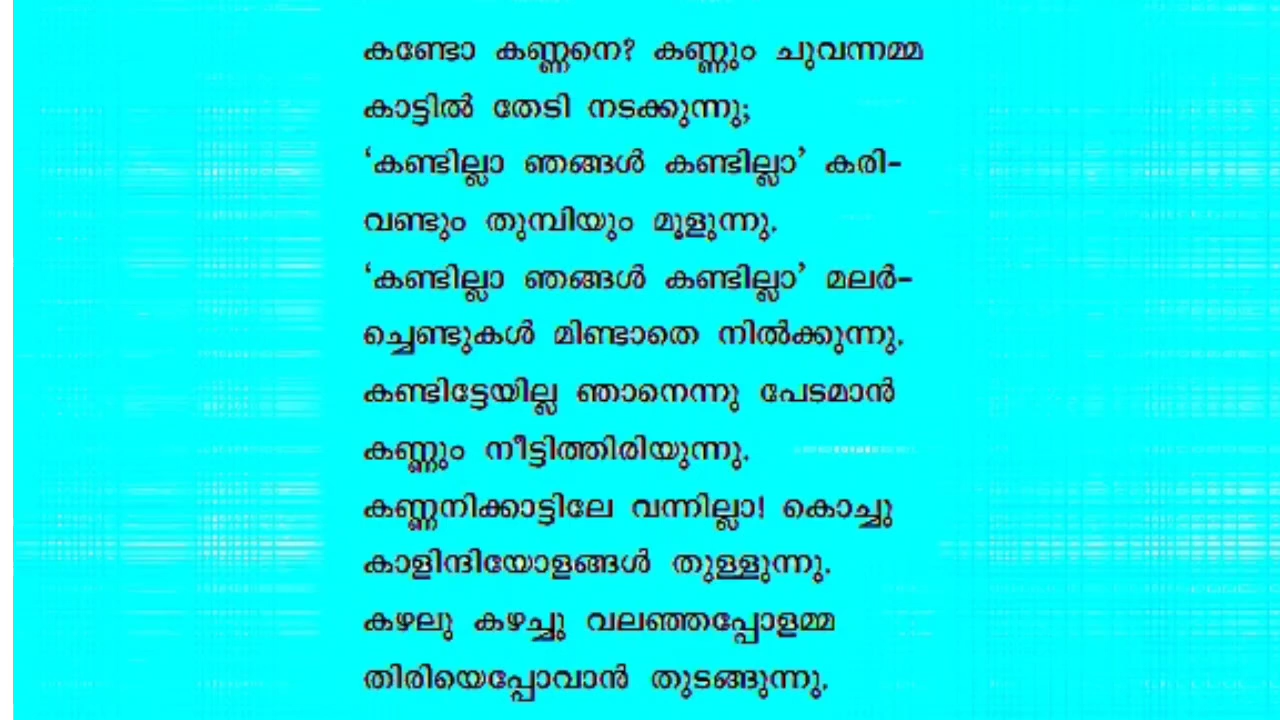 കണ്ടോ കണ്ണനെ? കണ്ണും ചുവന്നമ്മ
കാട്ടിൽ തേടി നടക്കുന്നു;
‘കണ്ടില്ലാ ഞങ്ങൾ കണ്ടില്ലാ’ കരി-
വണ്ടും തുമ്പിയും മൂളുന്നു.
‘കണ്ടില്ലാ ഞങ്ങൾ കണ്ടില്ലാ’ മലർ-
ച്ചെണ്ടുകൾ മിണ്ടാതെ നിൽക്കുന്നു.
കണ്ടിട്ടേയില്ല ഞാനെന്നു പേടമാൻ
കണ്ണും നീട്ടിത്തിരിയുന്നു.
കണ്ണനിക്കാട്ടിലേ വന്നില്ലാ! കൊച്ചു
കാളിന്ദിയോളങ്ങൾ തുള്ളുന്നു.
കഴലു കഴച്ചു വലഞ്ഞപ്പോളമ്മ
തിരിയെപ്പോവാൻ തുടങ്ങുന്നു.